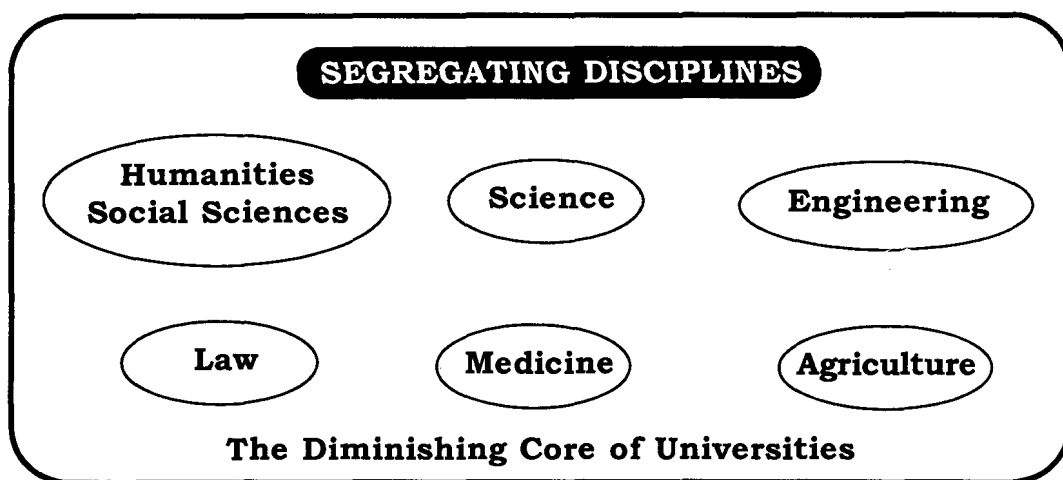 SEGREGATING DISCIPLINES
Humanities
Social Sciences
Science
Engineering
Law
Medicine
Agriculture
The Diminishing Core of Universities